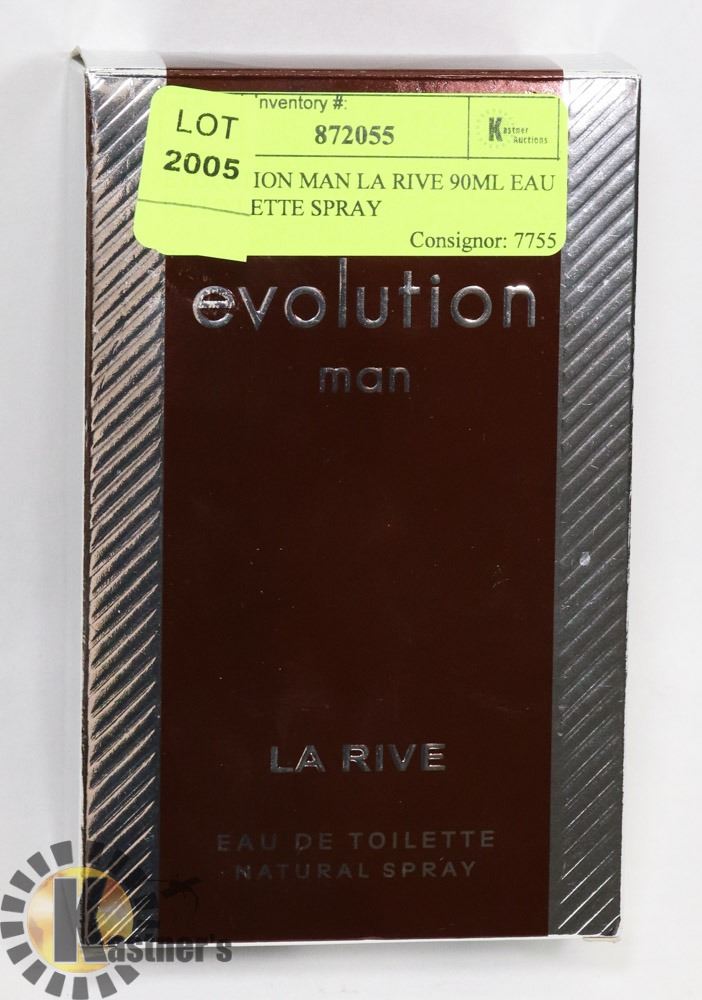 LOT
2005
nventory #:
872055
Kastner
Auctions
ION MAN LA RIVE 90ML EAU
ETTE SPRAY
Consignor: 7755
evolution
man
LA RIVE
EAU DE TOILETTE
NATURAL SPRAY
Kastner's